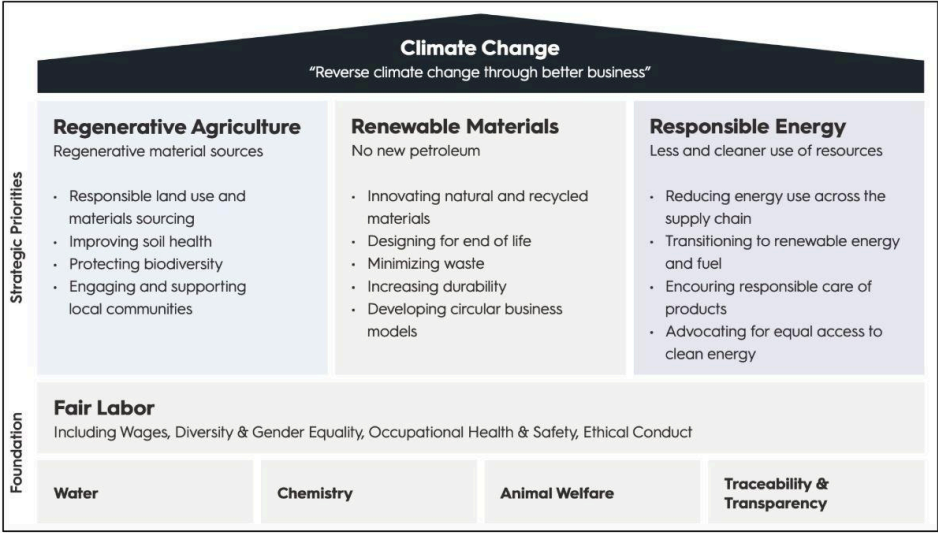 Climate Change
“Reverse climate change through better business”
Strategic Priorities
Regenerative Agriculture
Regenerative material sources
• Responsible land use and
materials sourcing
• Improving soil health
• Protecting biodiversity
• Engaging and supporting
local communities
Renewable Materials
No new petroleum
• Innovating natural and recycled
materials
• Designing for end of life
• Minimizing waste
• Increasing durability
• Developing circular business
models
Responsible Energy
Less and cleaner use of resources
• Reducing energy use across the
supply chain
• Transitioning to renewable energy
and fuel
• Encouring responsible care of
products
• Advocating for equal access to
clean energy
Foundation
Fair Labor
Including Wages, Diversity & Gender Equality, Occupational Health & Safety, Ethical Conduct
Water
Chemistry
Animal Welfare
Traceability &
Transparency